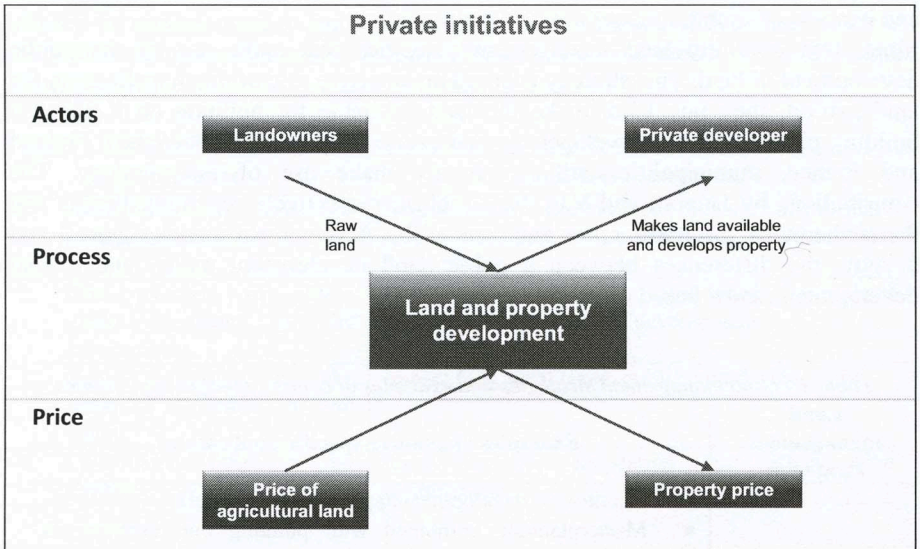 Private initiatives
Actors
Landowners
Private developer
Raw
land
Makes land available
and develops property
Process
Land and property
development
Price
Price of
agricultural land
Property price